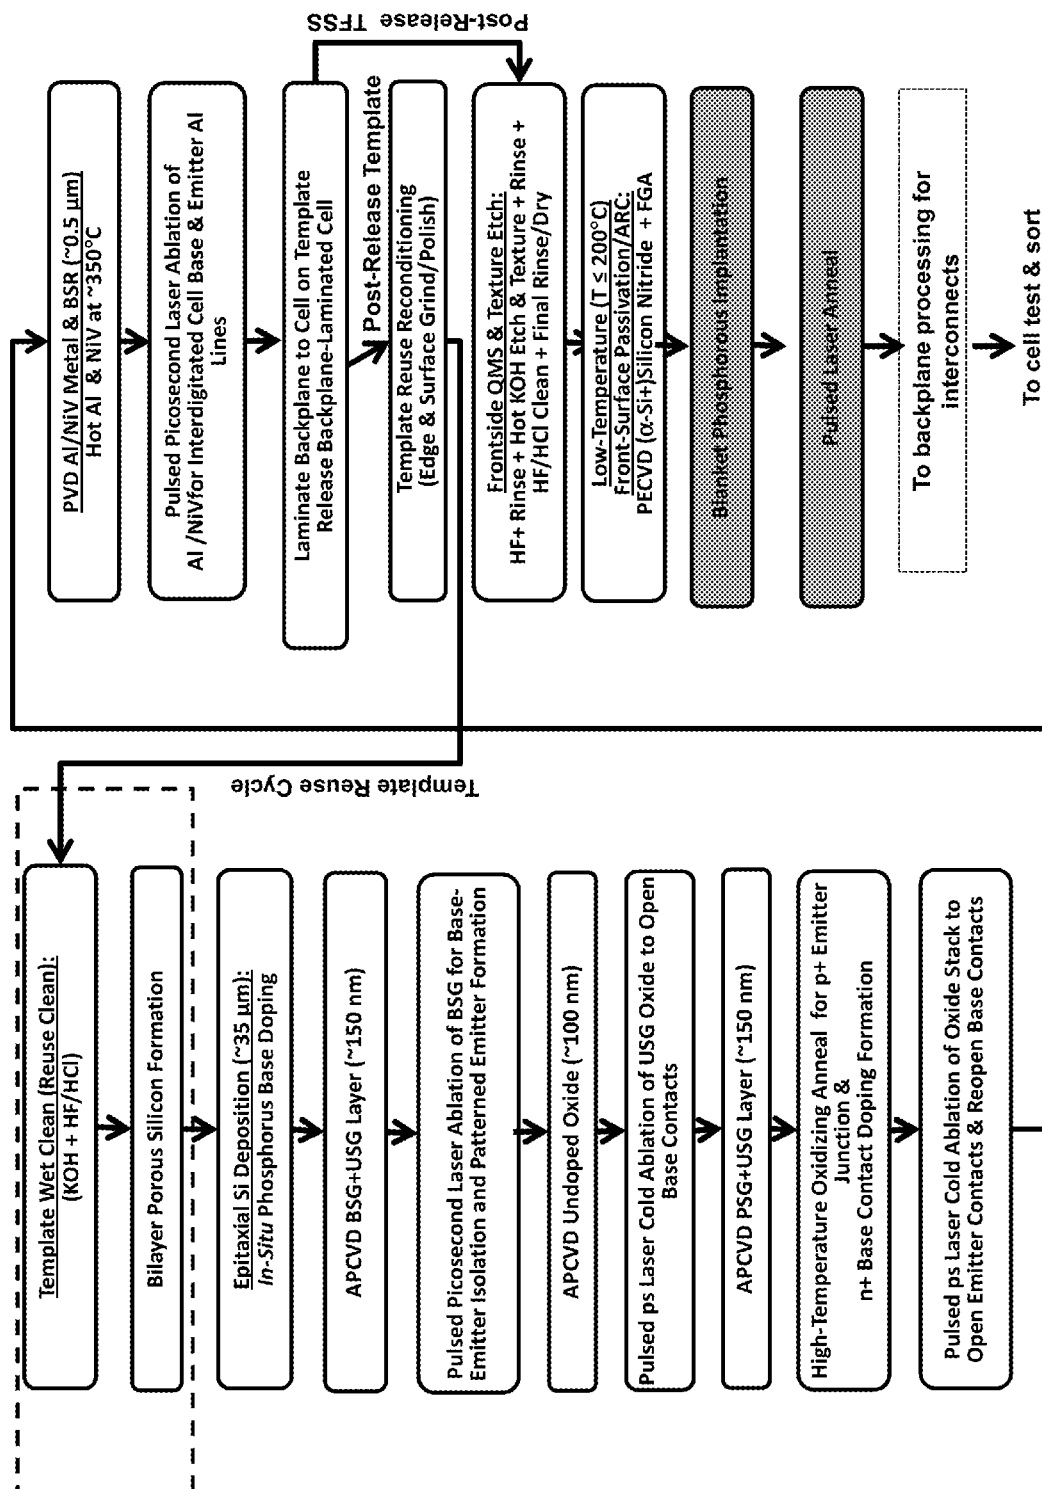 Template Wet Clean (Reuse Clean):
(KOH + HF/HCl)
Bilayer Porous Silicon Formation
Epitaxial Si Deposition (~35 µm):
In-Situ Phosphorus Base Doping
APCVD BSG+USG Layer (~150 nm)
Pulsed Picosecond Laser Ablation of BSG for Base-
Emitter Isolation and Patterned Emitter Formation
APCVD Undoped Oxide (~100 nm)
Pulsed ps Laser Cold Ablation of USG Oxide to Open
Base Contacts
APCVD PSG+USG Layer (~150 nm)
High-Temperature Oxidizing Anneal for p+ Emitter
Junction &
n+ Base Contact Doping Formation
Pulsed ps Laser Cold Ablation of Oxide Stack to
Open Emitter Contacts & Reopen Base Contacts
Template Reuse Cycle
PVD Al/NiV Metal & BSR (~0.5 µm)
Hot Al & NiV at ~350°C
Pulsed Picosecond Laser Ablation of
Al /NiVfor Interdigitated Cell Base & Emitter Al
Lines
Laminate Backplane to Cell on Template
Release Backplane-Laminated Cell
Post-Release TFSS
Post-Release Template
Template Reuse Reconditioning
(Edge & Surface Grind/Polish)
Frontside QMS & Texture Etch:
HF+ Rinse + Hot KOH Etch & Texture + Rinse +
HF/HCl Clean + Final Rinse/Dry
Low-Temperature (T ≤ 200°C)
Front-Surface Passivation/ARC:
PECVD (α-Si+)Silicon Nitride + FGA
Blanket Phosphorous Implantation
Pulsed Laser Anneal
To backplane processing for
interconnects
To cell test & sort